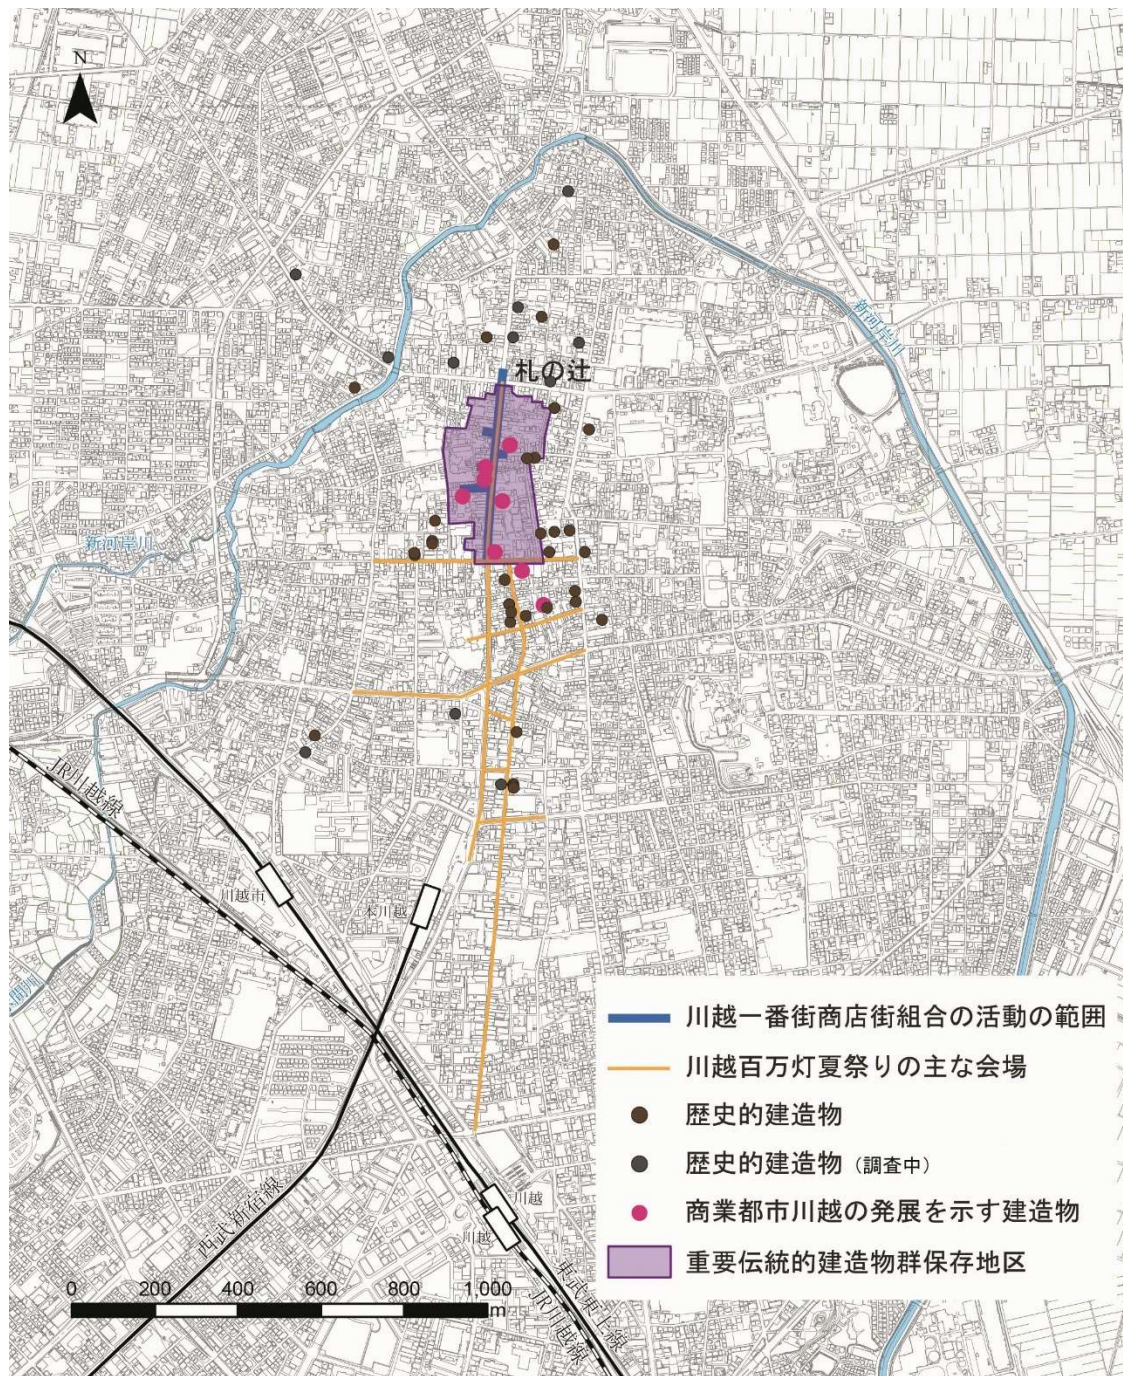 N
新河岸川
札の辻
新河岸川
JR川越線
川越市
本川越
川越一番街商店街組合の活動の範囲
川越百万灯夏祭りの主な会場
歴史的建造物
歴史的建造物（調査中）
商業都市川越の発展を示す建造物
重要伝統的建造物群保存地区
西武新宿線
川越
川越
東武東上線
JR川越線
0 200 400 600 800 1,000
m